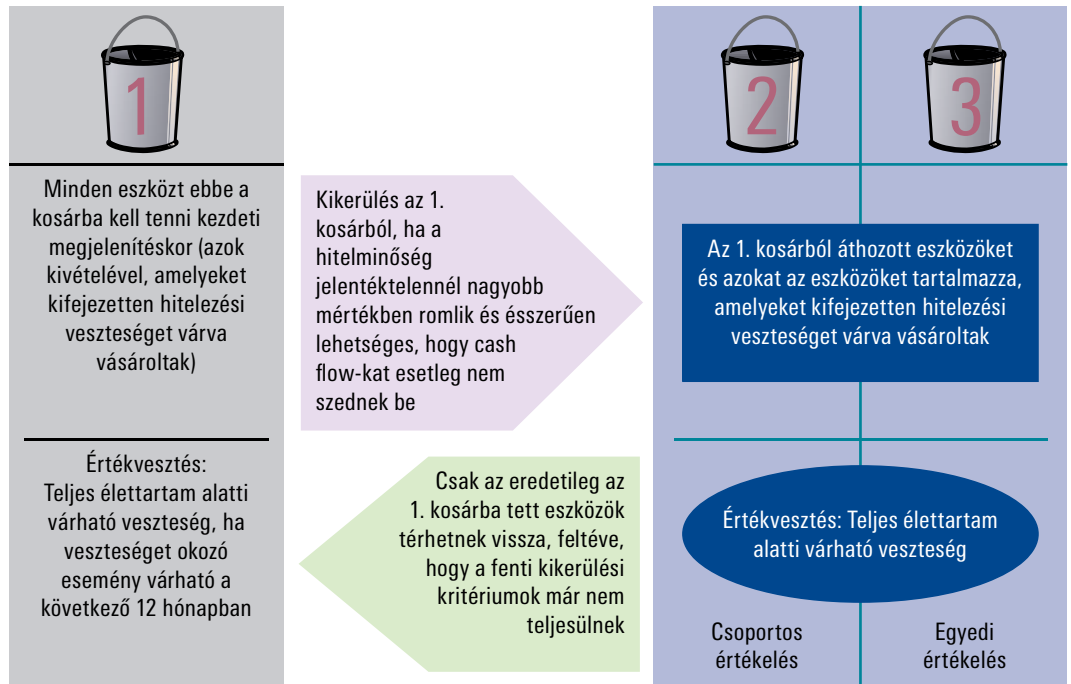 1
2
3
Minden eszközt ebbe a
kosárba kell tenni kezdeti
megjelenítéskor (azok
kivételével, amelyeket
kifejezetten hitelezési
veszteséget várva
vásároltak)
Kikerülés az 1.
kosárból, ha a
hitelminőség
jelentéktelennél nagyobb
mértékben romlik és ésszerűen
lehetséges, hogy cash
flow-kat esetleg nem
szednek be
Az 1. kosárból áthozott eszközöket
és azokat az eszközöket tartalmazza,
amelyeket kifejezetten hitelezési
veszteséget várva vásároltak
Értékvesztés:
Teljes élettartam alatti
várható veszteség, ha
veszteséget okozó
esemény várható a
következő 12 hónapban
Csak az eredetileg az
1. kosárba tett eszközök
térhetnek vissza, feltéve,
hogy a fenti kikerülési
kritériumok már nem
teljesülnek
Értékvesztés: Teljes élettartam
alatti várható veszteség
Csoportos
értékelés
Egyedi
értékelés